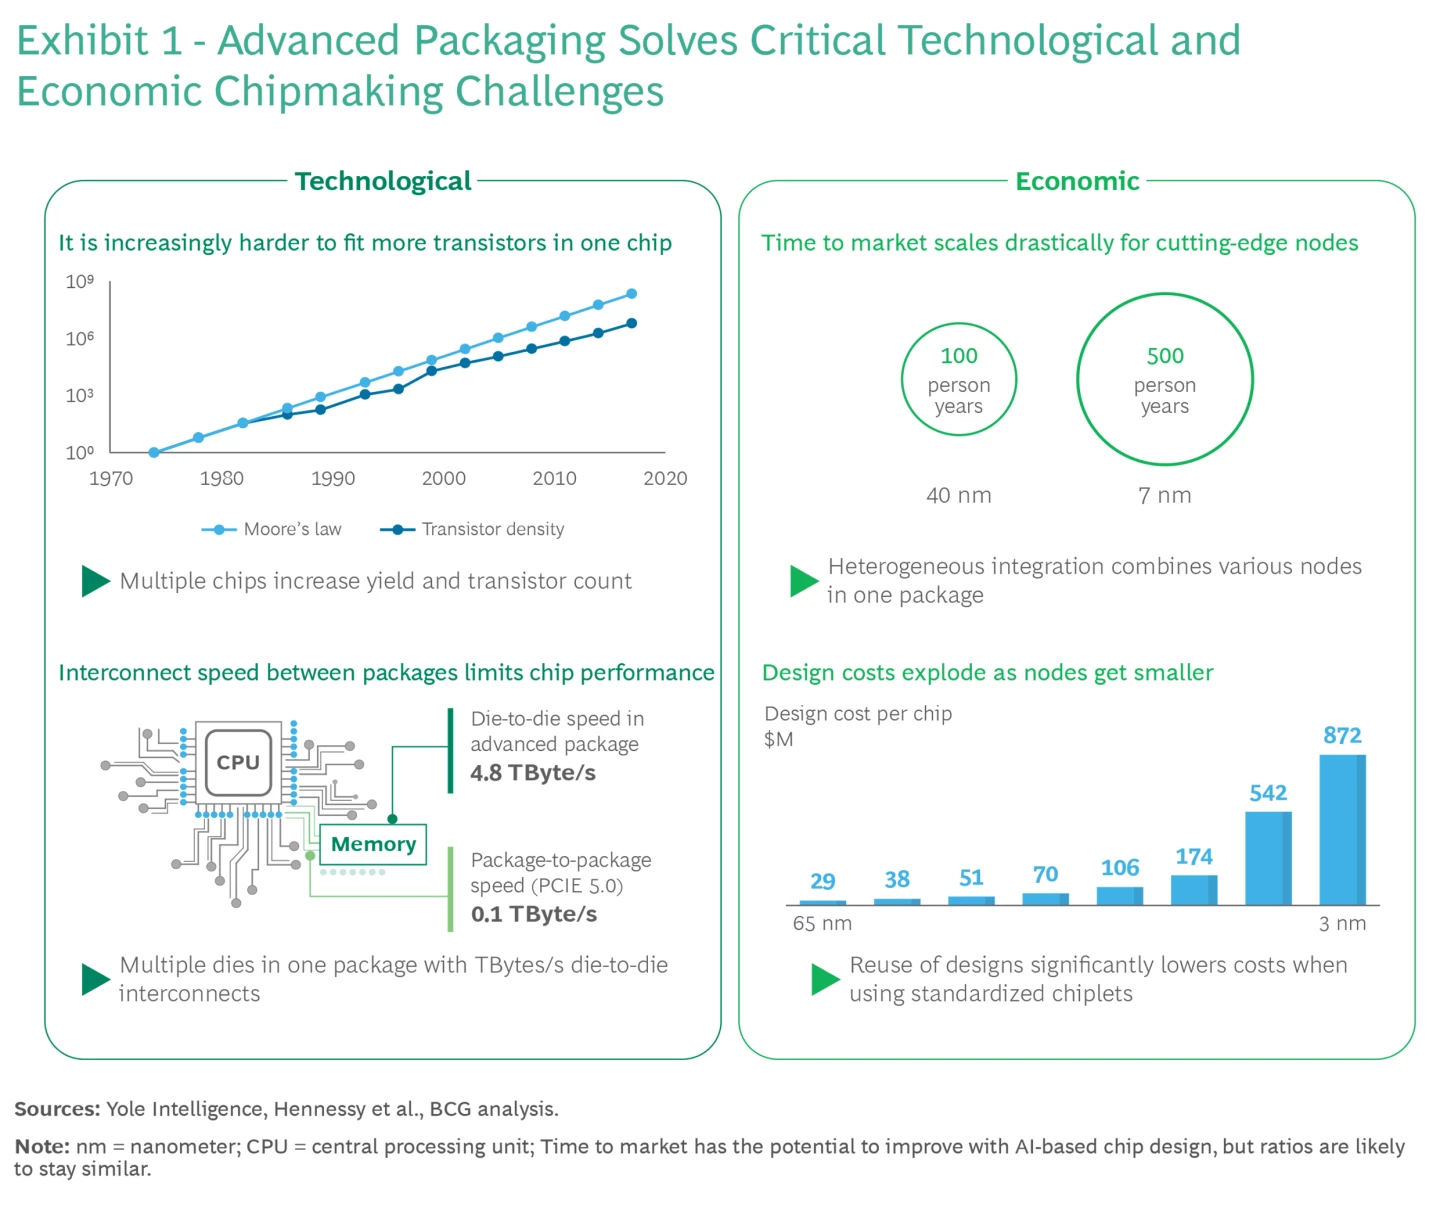 Exhibit 1 - Advanced Packaging Solves Critical Technological and
Economic Chipmaking Challenges
Technological
It is increasingly harder to fit more transistors in one chip
10⁹
10⁶
10³
10⁰
1970 1980 1990 2000 2010 2020
Moore's law Transistor density
Multiple chips increase yield and transistor count
Interconnect speed between packages limits chip performance
CPU
Memory
Die-to-die speed in
advanced package
4.8 TByte/s
Package-to-package
speed (PCIE 5.0)
0.1 TByte/s
Multiple dies in one package with TBytes/s die-to-die
interconnects
Economic
Time to market scales drastically for cutting-edge nodes
100
person
years
40 nm
500
person
years
7 nm
Heterogeneous integration combines various nodes
in one package
Design costs explode as nodes get smaller
Design cost per chip
$M
29 38 51 70 106 174 542 872
65 nm 3 nm
Reuse of designs significantly lowers costs when
using standardized chiplets
Sources: Yole Intelligence, Hennessy et al., BCG analysis.
Note: nm = nanometer; CPU = central processing unit; Time to market has the potential to improve with AI-based chip design, but ratios are likely
to stay similar.